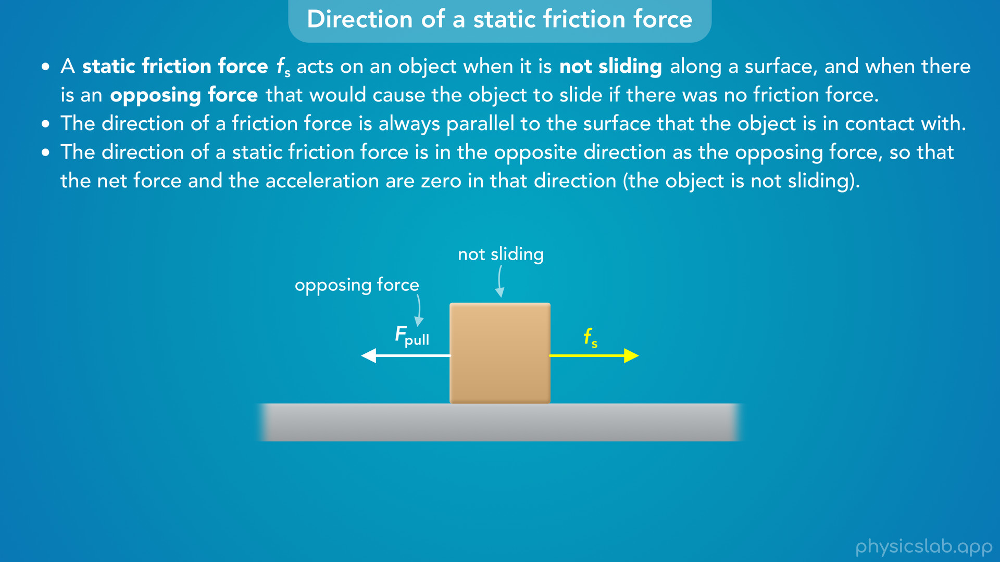 Direction of a static friction force
• A static friction force fs acts on an object when it is not sliding along a surface, and when there
is an opposing force that would cause the object to slide if there was no friction force.
• The direction of a friction force is always parallel to the surface that the object is in contact with.
• The direction of a static friction force is in the opposite direction as the opposing force, so that
the net force and the acceleration are zero in that direction (the object is not sliding).
not sliding
opposing force
Fpull
fs
physicslab.app